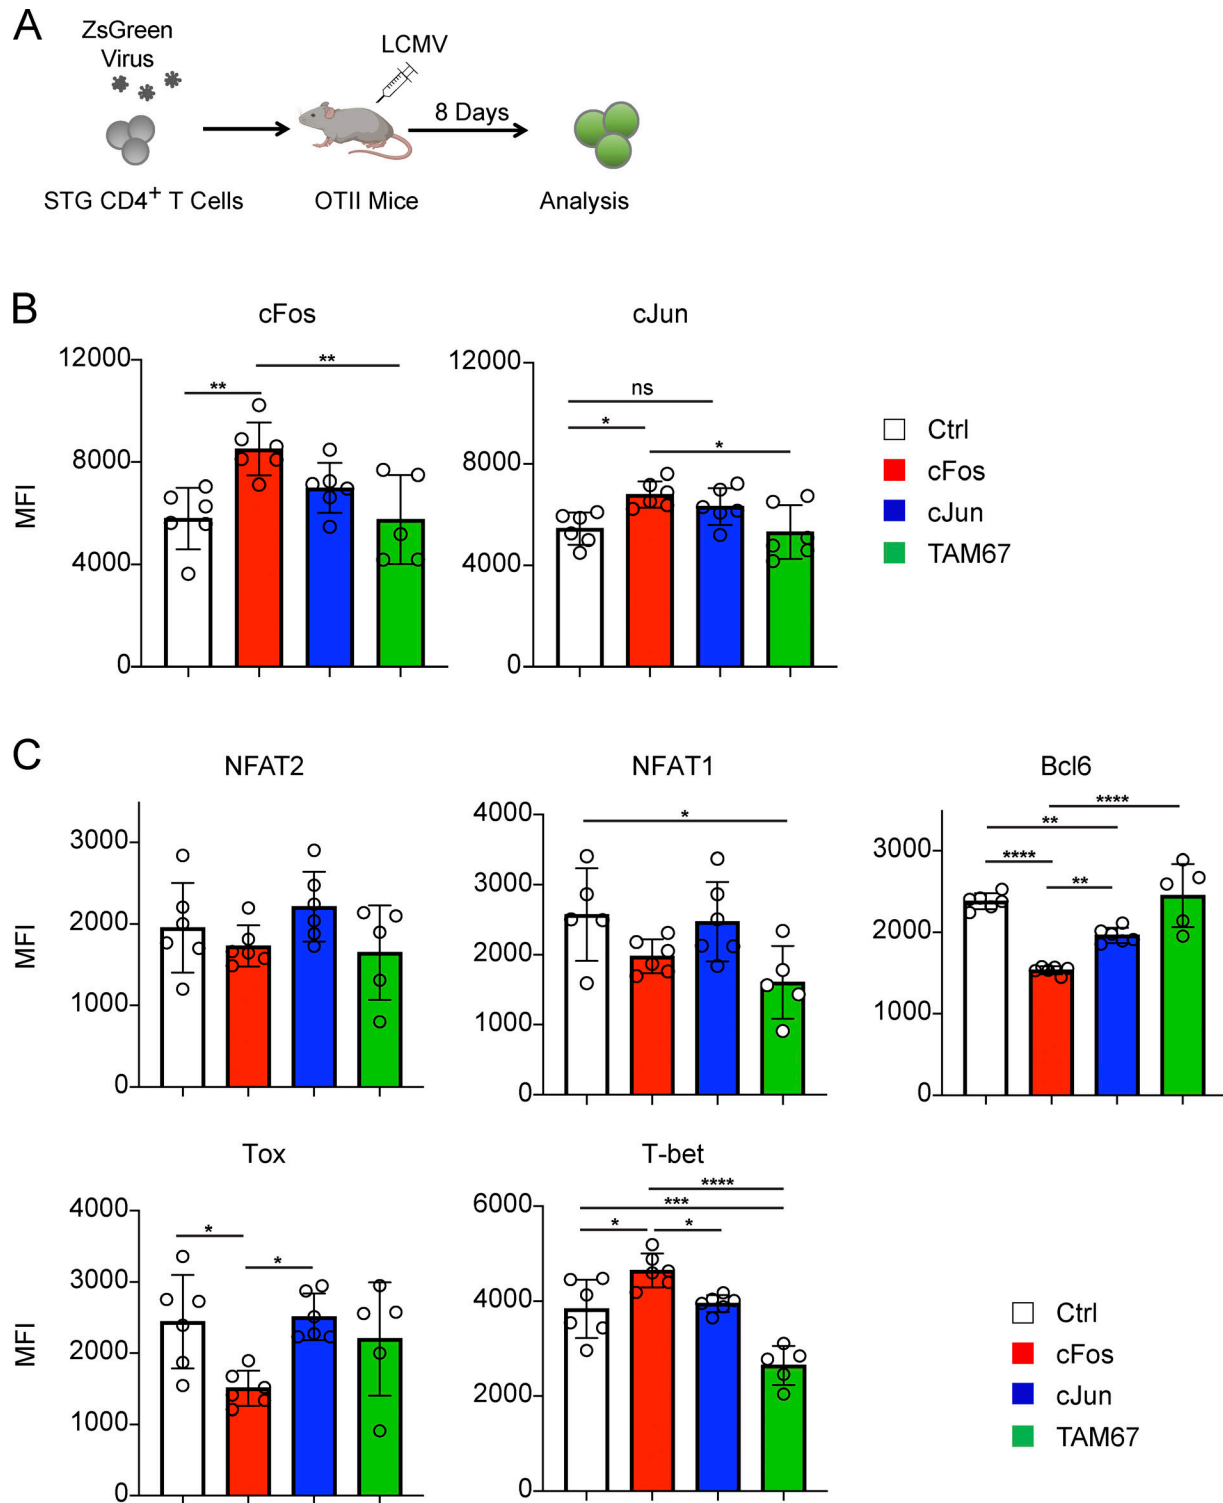 A
ZsGreen
Virus
LCMV
8 Days
STG CD4+ T Cells
OTII Mice
Analysis
B
cFos
cJun
MFI
12000
8000
4000
0
**
**
12000
8000
4000
0
ns
*
*
Ctrl
cFos
cJun
TAM67
C
NFAT2
NFAT1
Bcl6
MFI
3000
2000
1000
0
4000
3000
2000
1000
0
*
3000
2000
1000
0
****
**
****
**
Tox
T-bet
MFI
4000
3000
2000
1000
0
*
*
6000
4000
2000
0
****
***
*
*
Ctrl
cFos
cJun
TAM67